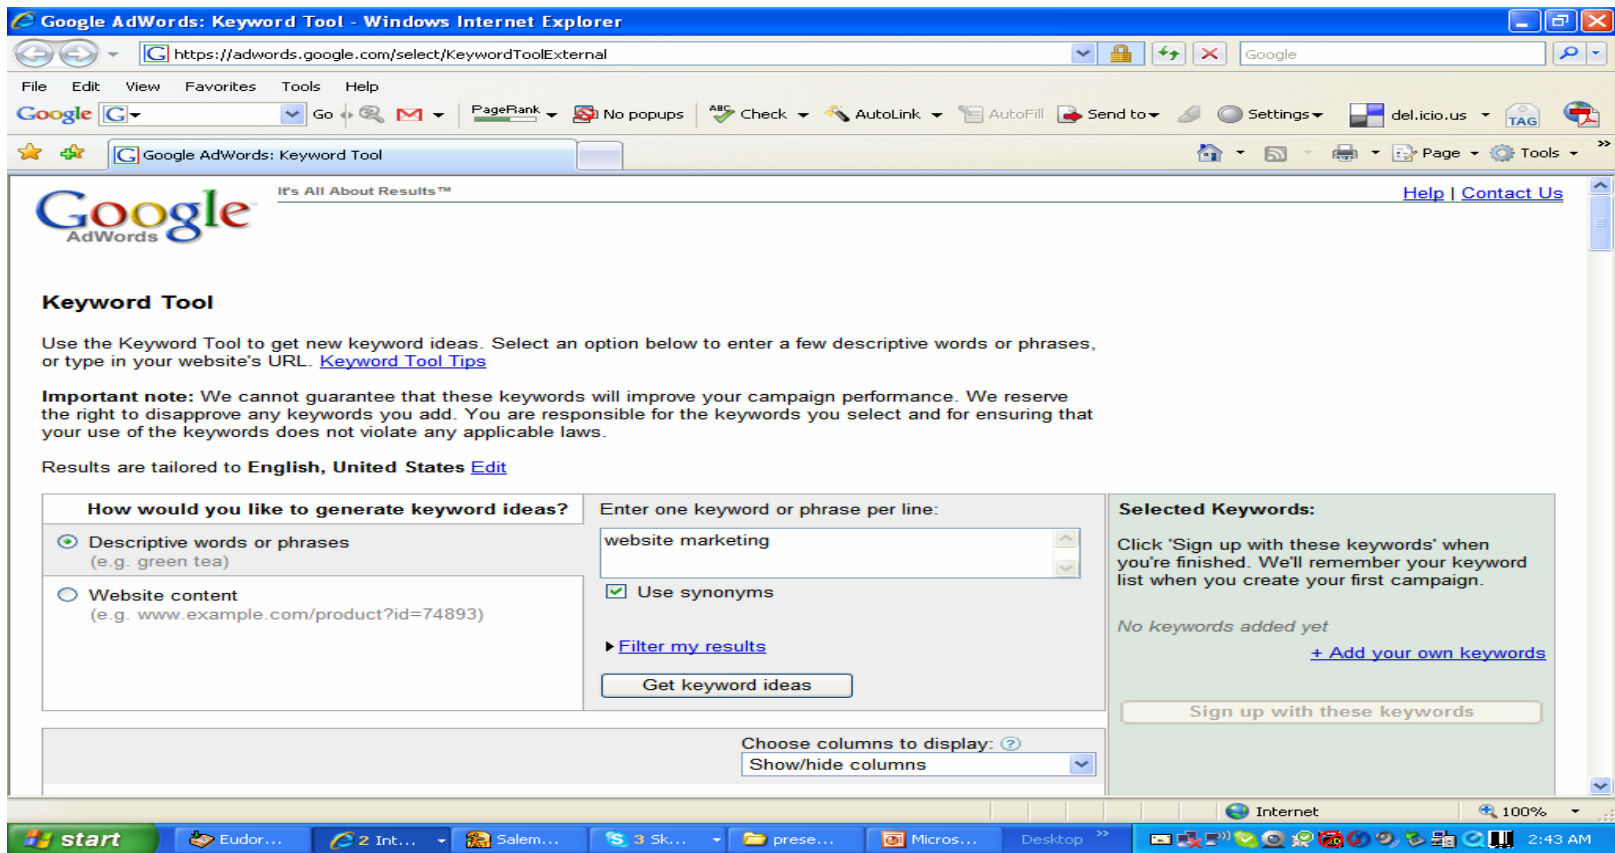 Google AdWords: Keyword Tool - Windows Internet Explorer
https://adwords.google.com/select/KeywordToolExternal
Google
File Edit View Favorites Tools Help
Google G Go PageRank No popups ABC Check AutoLink AutoFill Send to Settings del.icio.us TAG
Google AdWords: Keyword Tool
Page Tools
Google AdWords
It's All About Results™
Help | Contact Us
Keyword Tool
Use the Keyword Tool to get new keyword ideas. Select an option below to enter a few descriptive words or phrases,
or type in your website's URL. Keyword Tool Tips
Important note: We cannot guarantee that these keywords will improve your campaign performance. We reserve
the right to disapprove any keywords you add. You are responsible for the keywords you select and for ensuring that
your use of the keywords does not violate any applicable laws.
Results are tailored to English, United States Edit
How would you like to generate keyword ideas?
Descriptive words or phrases
(e.g. green tea)
Website content
(e.g. www.example.com/product?id=74893)
Enter one keyword or phrase per line:
website marketing
Use synonyms
Filter my results
Get keyword ideas
Selected Keywords:
Click 'Sign up with these keywords' when
you're finished. We'll remember your keyword
list when you create your first campaign.
No keywords added yet
+ Add your own keywords
Sign up with these keywords
Choose columns to display: ?
Show/hide columns
Internet 100%
start Eudor... 2 Int... Salem... 3 Sk... prese... Micros... Desktop 2:43 AM